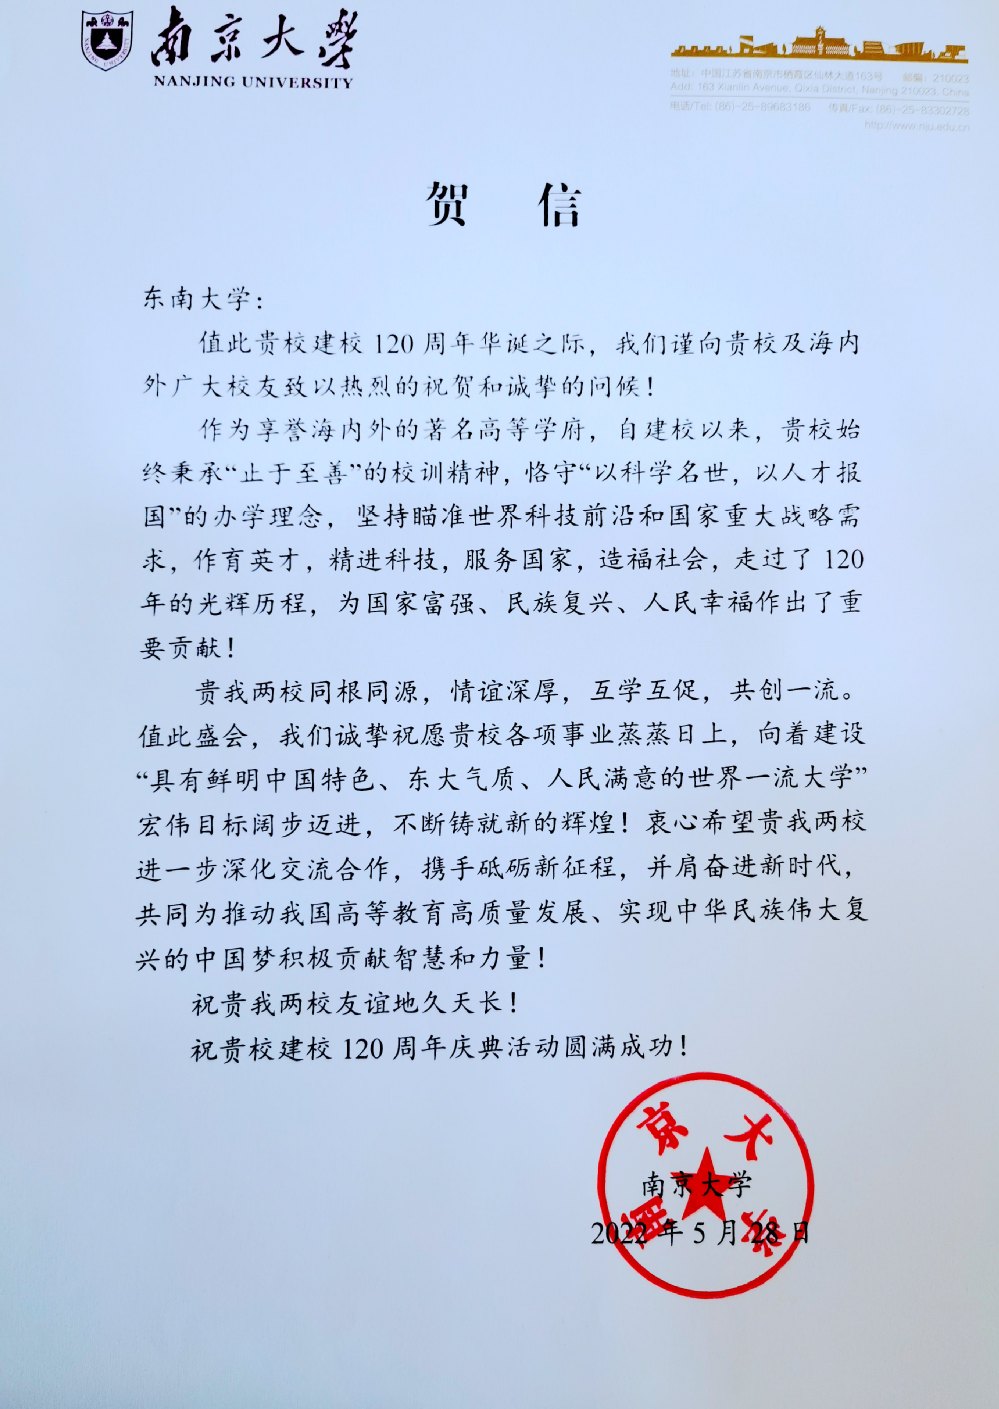 南京大學
NANJING UNIVERSITY
地址：中国江苏省南京市栖霞区仙林大道163号 邮编：210023
Add: 163 Xianlin Avenue, Qixia District, Nanjing 210023, China
电话/Tel: (86)-25-89683186 传真/Fax: (86)-25-83302728
http://www.nju.edu.cn
贺 信
东南大学：
值此贵校建校 120 周年华诞之际，我们谨向贵校及海内
外广大校友致以热烈的祝贺和诚挚的问候！
作为享誉海内外的著名高等学府，自建校以来，贵校始
终秉承“止于至善”的校训精神，恪守“以科学名世，以人才报
国”的办学理念，坚持瞄准世界科技前沿和国家重大战略需
求，作育英才，精进科技，服务国家，造福社会，走过了 120
年的光辉历程，为国家富强、民族复兴、人民幸福作出了重
要贡献！
贵我两校同根同源，情谊深厚，互学互促，共创一流。
值此盛会，我们诚挚祝愿贵校各项事业蒸蒸日上，向着建设
“具有鲜明中国特色、东大气质、人民满意的世界一流大学”
宏伟目标阔步迈进，不断铸就新的辉煌！衷心希望贵我两校
进一步深化交流合作，携手砥砺新征程，并肩奋进新时代，
共同为推动我国高等教育高质量发展、实现中华民族伟大复
兴的中国梦积极贡献智慧和力量！
祝贵我两校友谊地久天长！
祝贵校建校 120 周年庆典活动圆满成功！
南京大学
南京大学
2022 年 5 月 28 日